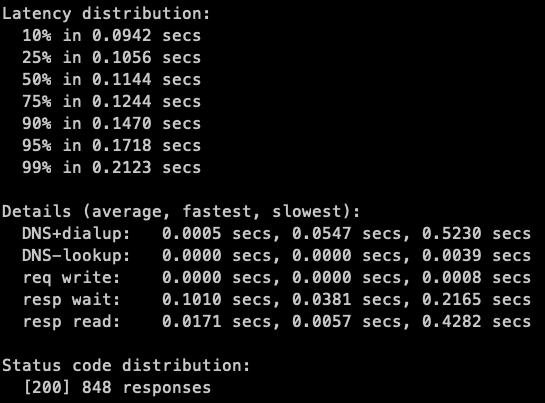 Latency distribution:
  10% in 0.0942 secs
  25% in 0.1056 secs
  50% in 0.1144 secs
  75% in 0.1244 secs
  90% in 0.1470 secs
  95% in 0.1718 secs
  99% in 0.2123 secs

Details (average, fastest, slowest):
  DNS+dialup:   0.0005 secs, 0.0547 secs, 0.5230 secs
  DNS-lookup:   0.0000 secs, 0.0000 secs, 0.0039 secs
  req write:    0.0000 secs, 0.0000 secs, 0.0008 secs
  resp wait:    0.1010 secs, 0.0381 secs, 0.2165 secs
  resp read:    0.0171 secs, 0.0057 secs, 0.4282 secs

Status code distribution:
  [200] 848 responses